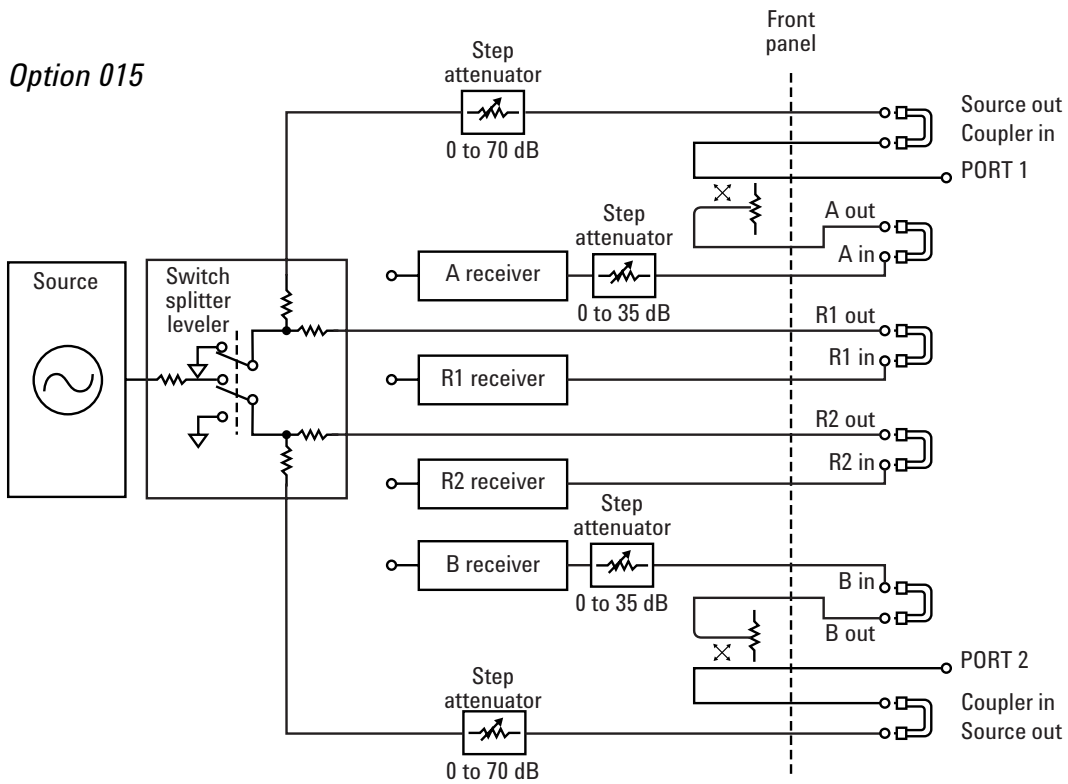 Option 015
Front
panel
Step
attenuator
0 to 70 dB
Source out
Coupler in
PORT 1
A out
Step
attenuator
A in
Source
Switch
splitter
leveler
A receiver
0 to 35 dB
R1 out
R1 in
R1 receiver
R2 out
R2 in
R2 receiver
Step
attenuator
B receiver
B in
0 to 35 dB
B out
PORT 2
Step
attenuator
Coupler in
Source out
0 to 70 dB